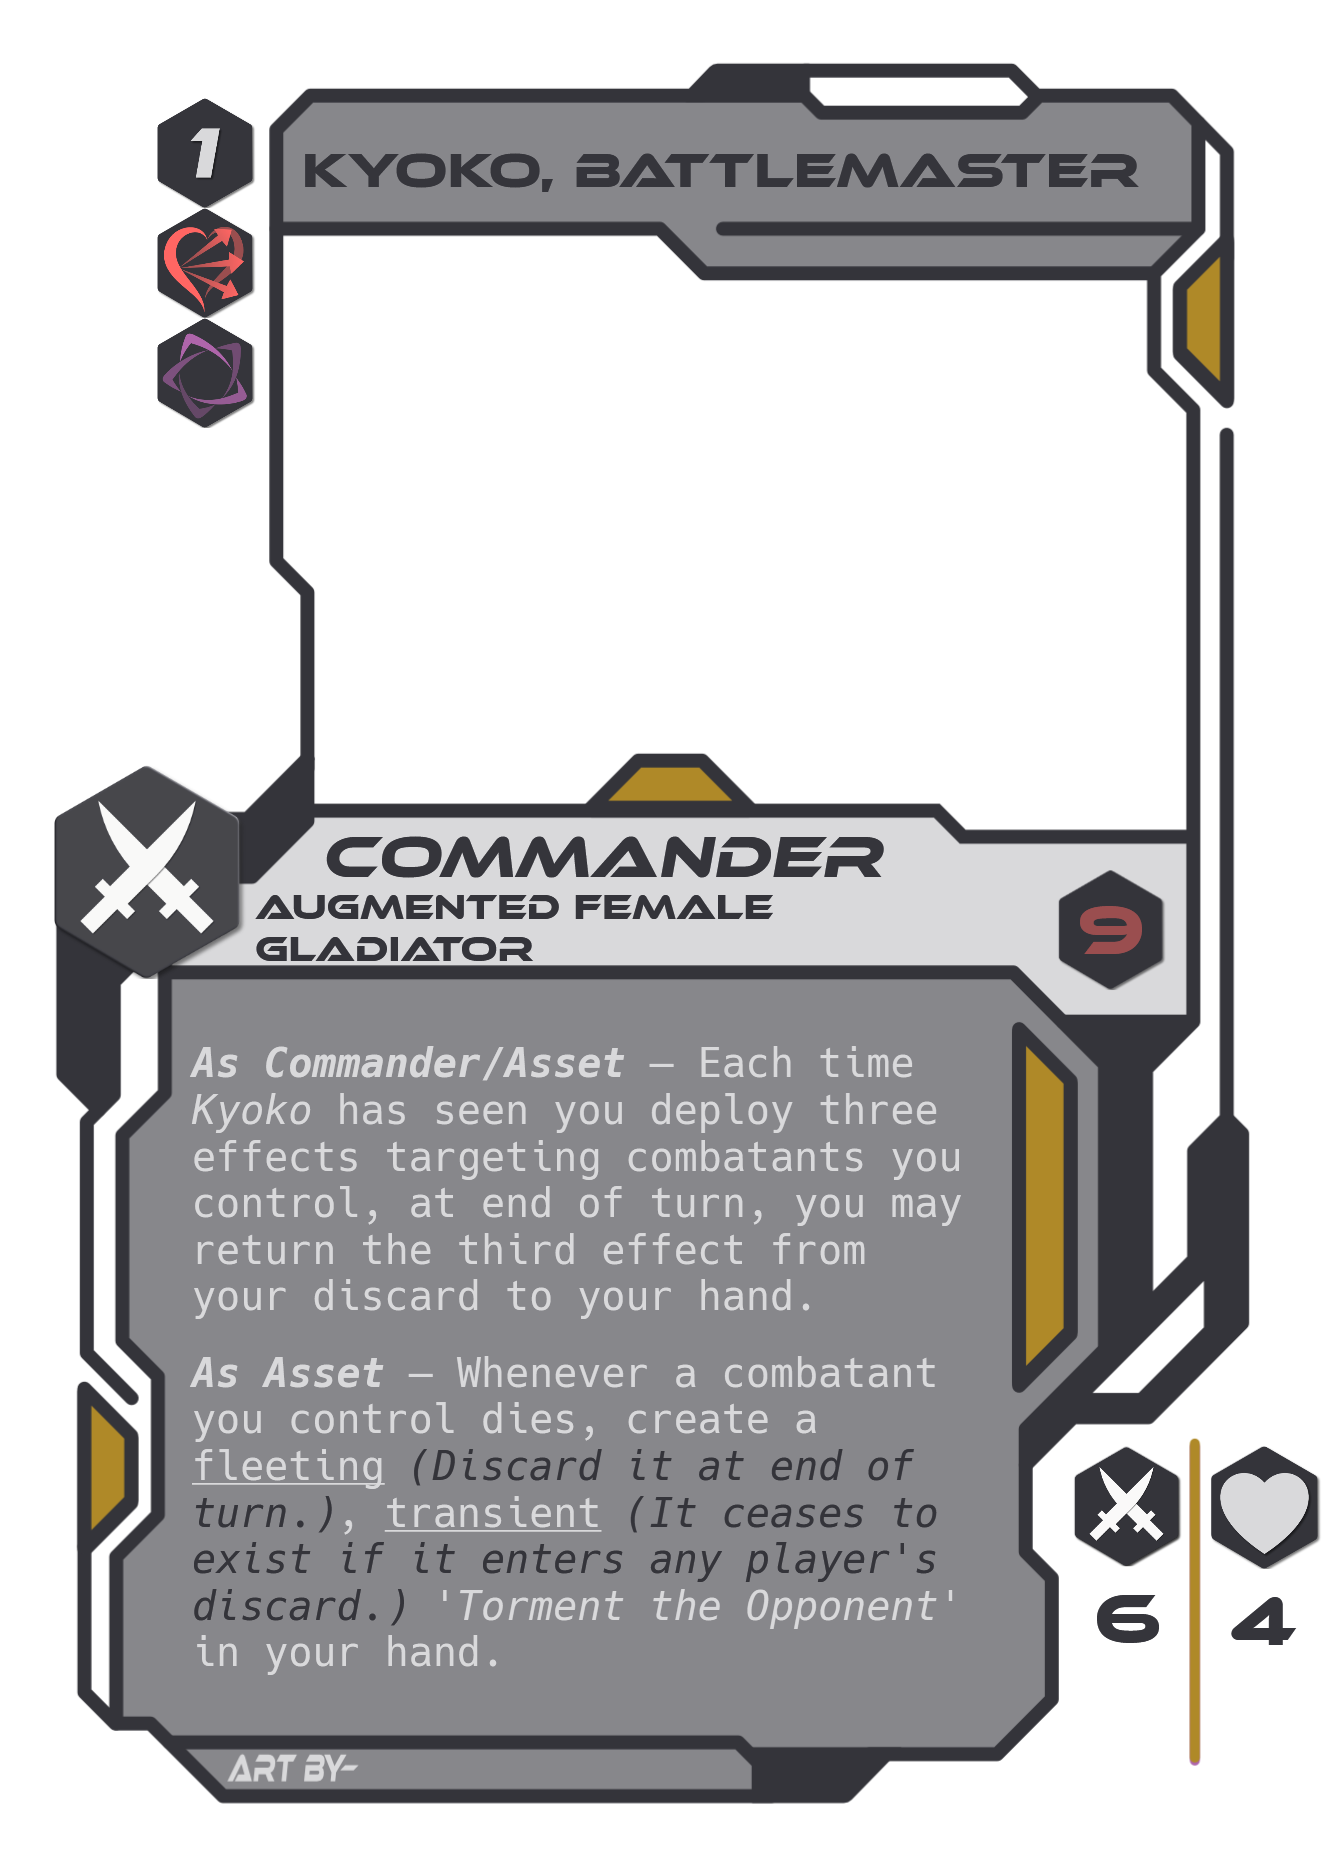 1
KYOKO, BATTLEMASTER
COMMANDER
AUGMENTED FEMALE
GLADIATOR
9
As Commander/Asset – Each time
Kyoko has seen you deploy three
effects targeting combatants you
control, at end of turn, you may
return the third effect from
your discard to your hand.
As Asset – Whenever a combatant
you control dies, create a
fleeting (Discard it at end of
turn.), transient (It ceases to
exist if it enters any player's
discard.) 'Torment the Opponent'
in your hand.
6
4
ART BY-